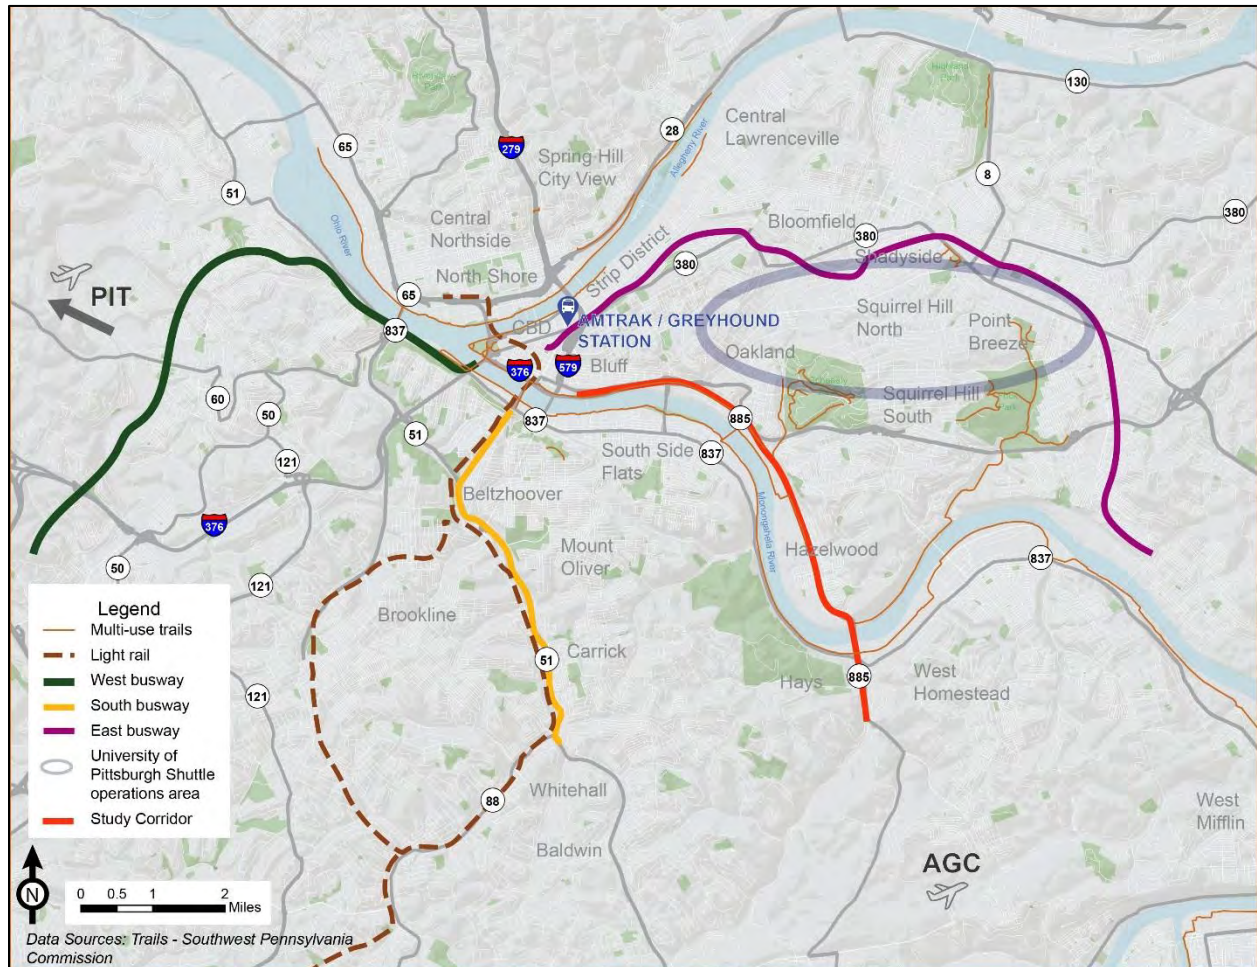 130
28
Central
Lawrenceville
Allegheny River
65
279
Spring Hill
City View
8
51
Ohio River
Central
Northside
Bloomfield
380
380
380
Strip District
Shadyside
North Shore
PIT
65
Squirrel Hill
North
Point
Breeze
837
CBD
AMTRAK / GREYHOUND
STATION
Oakland
376
579
Bluff
60
50
Squirrel Hill
South
51
837
885
121
South Side
Flats
837
Beltzhoover
Monongahela River
376
Hazelwood
Mount
Oliver
837
50
121
Brookline
51
Carrick
Hays
885
West
Homestead
121
Whitehall
88
West
Mifflin
Baldwin
AGC
Legend
Multi-use trails
Light rail
West busway
South busway
East busway
University of
Pittsburgh Shuttle
operations area
Study Corridor
N
0 0.5 1 2
Miles
Data Sources: Trails - Southwest Pennsylvania
Commission